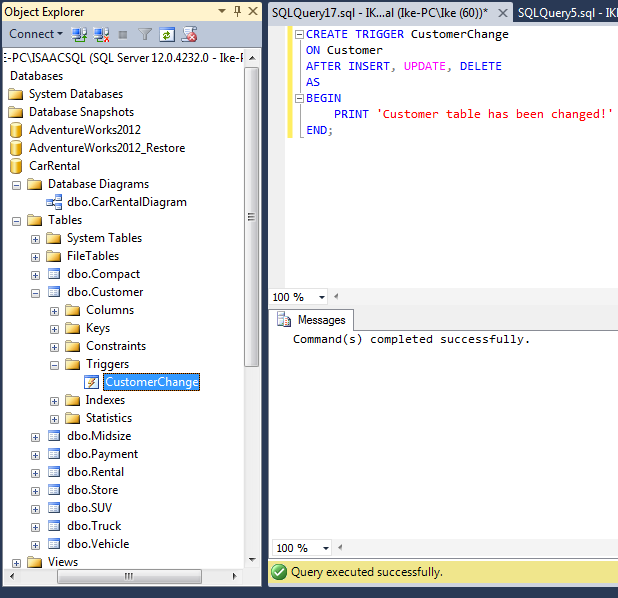 Object Explorer
Connect
E-PC\ISAACSQL (SQL Server 12.0.4232.0 - Ike-P
Databases
System Databases
Database Snapshots
AdventureWorks2012
AdventureWorks2012_Restore
CarRental
Database Diagrams
dbo.CarRentalDiagram
Tables
System Tables
FileTables
dbo.Compact
dbo.Customer
Columns
Keys
Constraints
Triggers
CustomerChange
Indexes
Statistics
dbo.Midsize
dbo.Payment
dbo.Rental
dbo.Store
dbo.SUV
dbo.Truck
dbo.Vehicle
Views
SQLQuery17.sql - IK...al (Ike-PC\Ike (60))*
SQLQuery5.sql - IK
CREATE TRIGGER CustomerChange
ON Customer
AFTER INSERT, UPDATE, DELETE
AS
BEGIN
PRINT 'Customer table has been changed!'
END;
100 %
Messages
Command(s) completed successfully.
100 %
Query executed successfully.